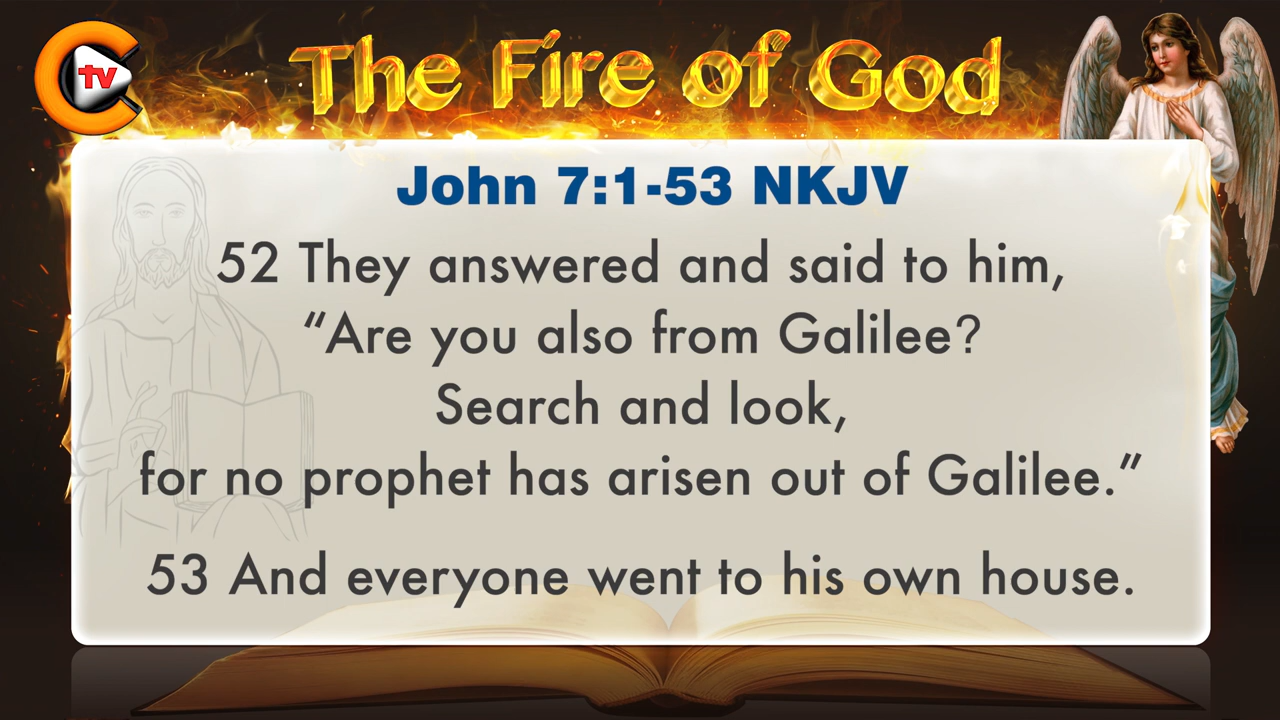 tv
The Fire of God
John 7:1-53 NKJV
52 They answered and said to him,
“Are you also from Galilee?
Search and look,
for no prophet has arisen out of Galilee.”
53 And everyone went to his own house.